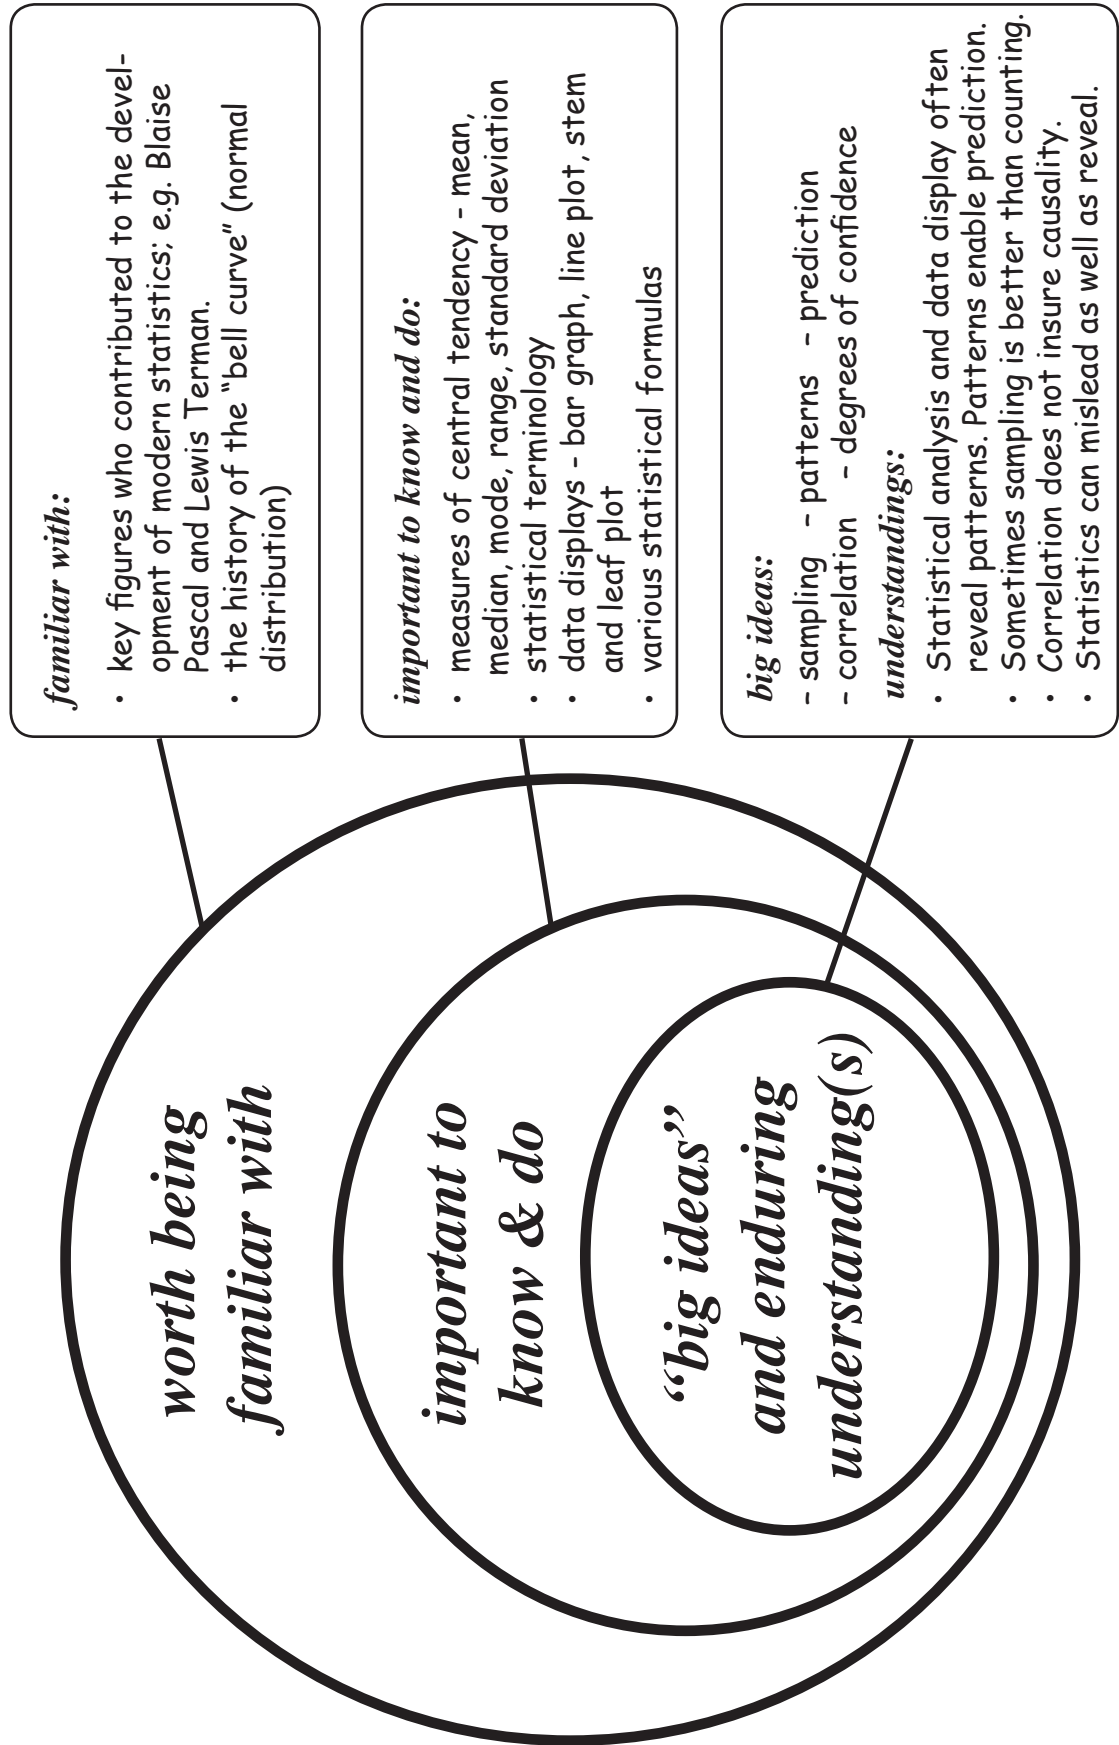 worth being
familiar with
important to
know & do
“big ideas”
and enduring
understanding(s)
familiar with:
• key figures who contributed to the devel-
opment of modern statistics; e.g. Blaise
Pascal and Lewis Terman.
• the history of the “bell curve” (normal
distribution)
important to know and do:
• measures of central tendency - mean,
median, mode, range, standard deviation
• statistical terminology
• data displays - bar graph, line plot, stem
and leaf plot
• various statistical formulas
big ideas:
- sampling - patterns - prediction
- correlation - degrees of confidence
understandings:
• Statistical analysis and data display often
reveal patterns. Patterns enable prediction.
• Sometimes sampling is better than counting.
• Correlation does not insure causality.
• Statistics can mislead as well as reveal.